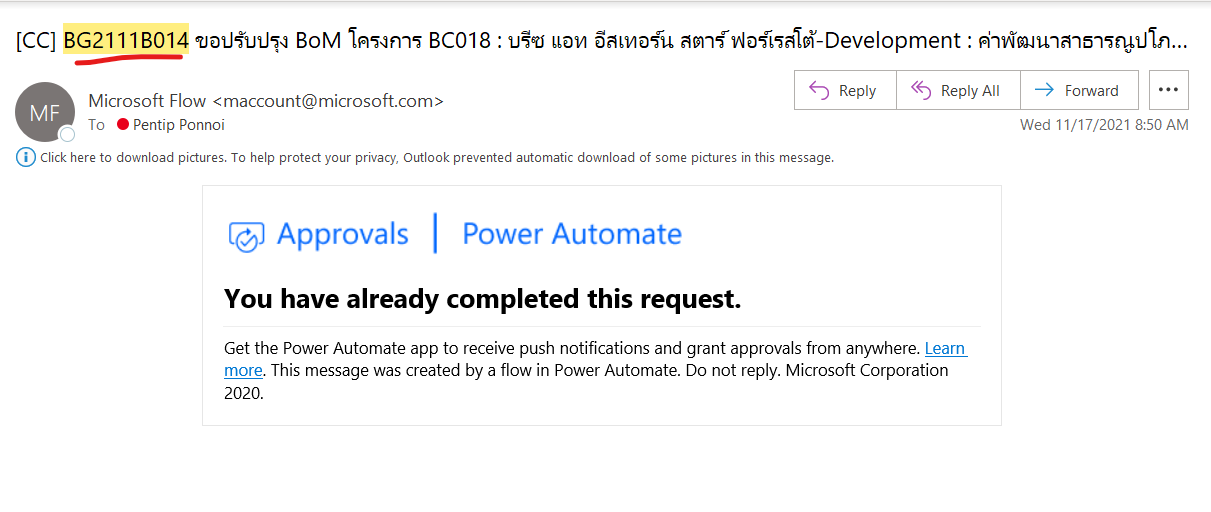 [CC] BG2111B014 ขอปรับปรุง BoM โครงการ BC018 : บรีซ แอท อีสเทอร์น สตาร์ ฟอร์เรสโต้-Development : ค่าพัฒนาสาธารณูปโภ...
MF
Microsoft Flow <maccount@microsoft.com>
To Pentip Ponnoi
Reply
Reply All
Forward
Wed 11/17/2021 8:50 AM
Click here to download pictures. To help protect your privacy, Outlook prevented automatic download of some pictures in this message.
Approvals | Power Automate
You have already completed this request.
Get the Power Automate app to receive push notifications and grant approvals from anywhere. Learn
more. This message was created by a flow in Power Automate. Do not reply. Microsoft Corporation
2020.